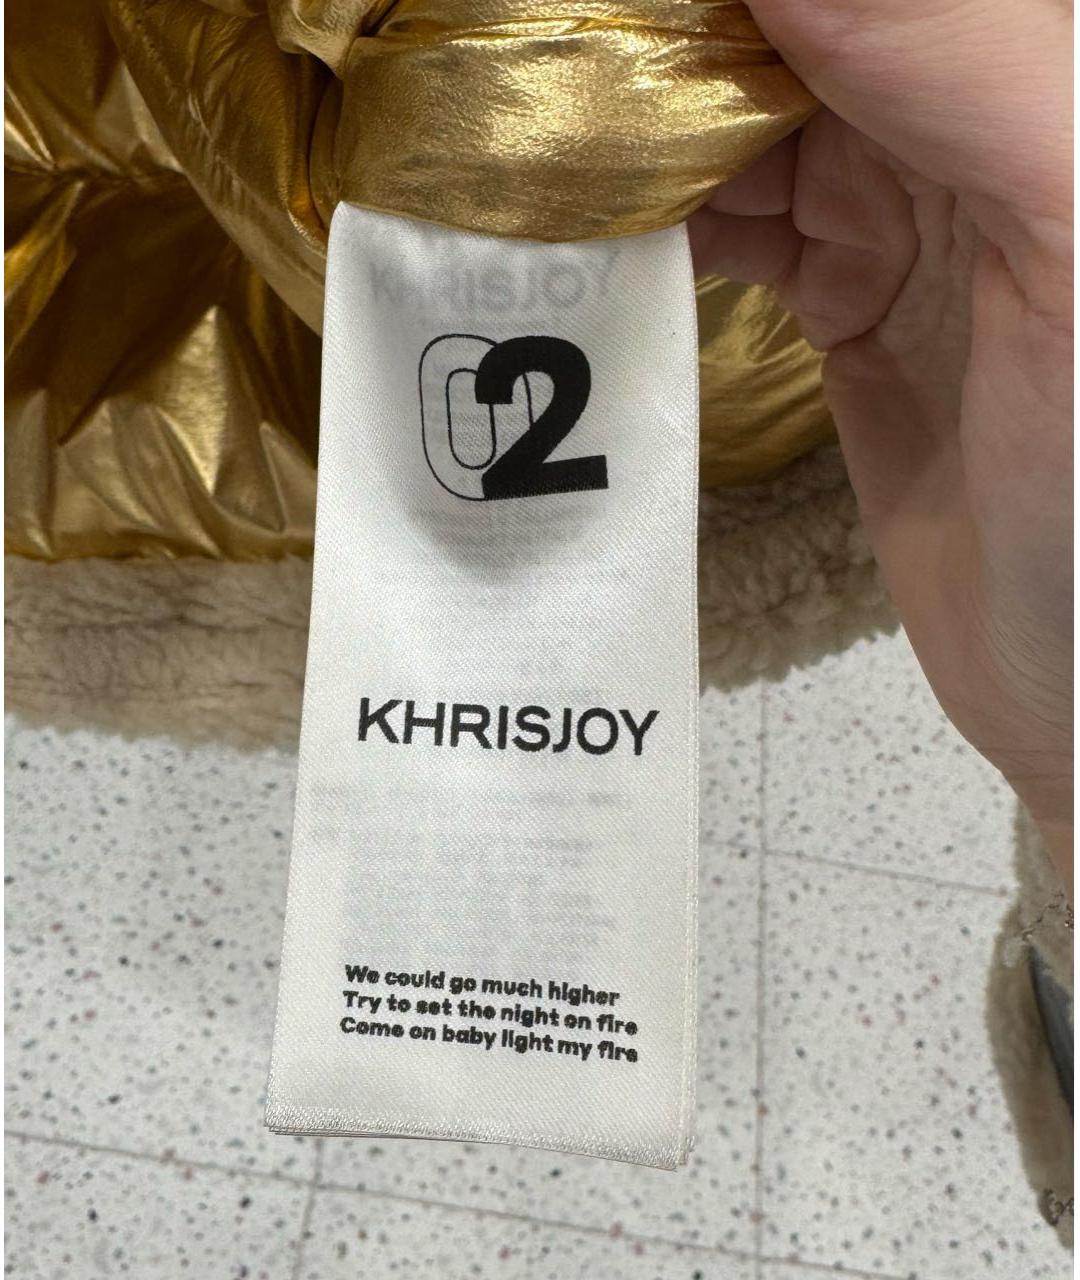 02
KHRISJOY
We could go much higher
Try to set the night on fire
Come on baby light my fire